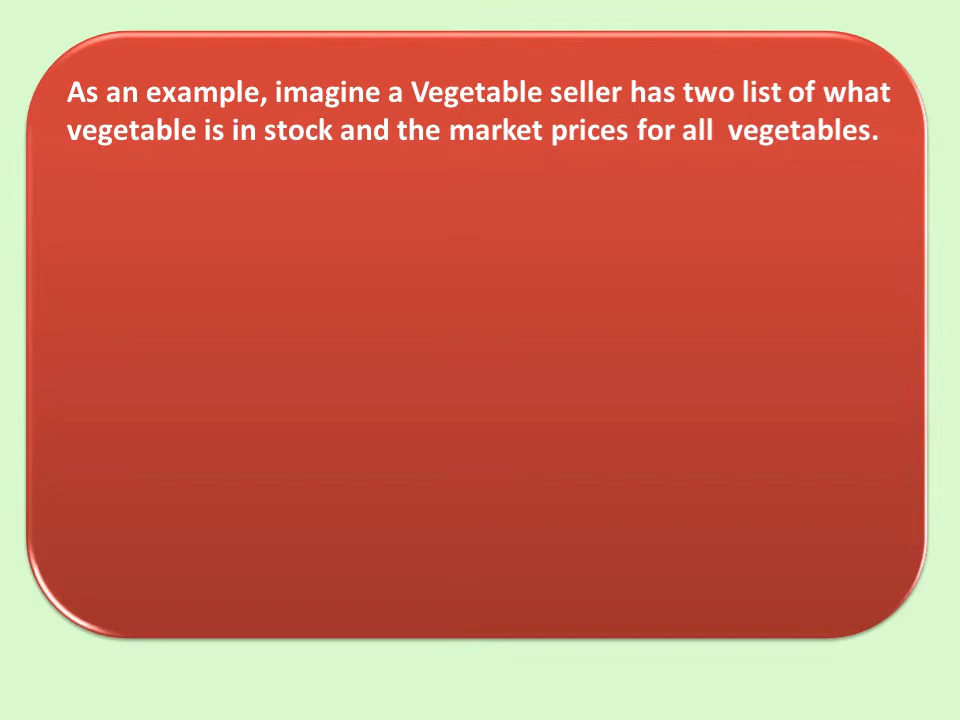 As an example, imagine a Vegetable seller has two list of what
vegetable is in stock and the market prices for all  vegetables.